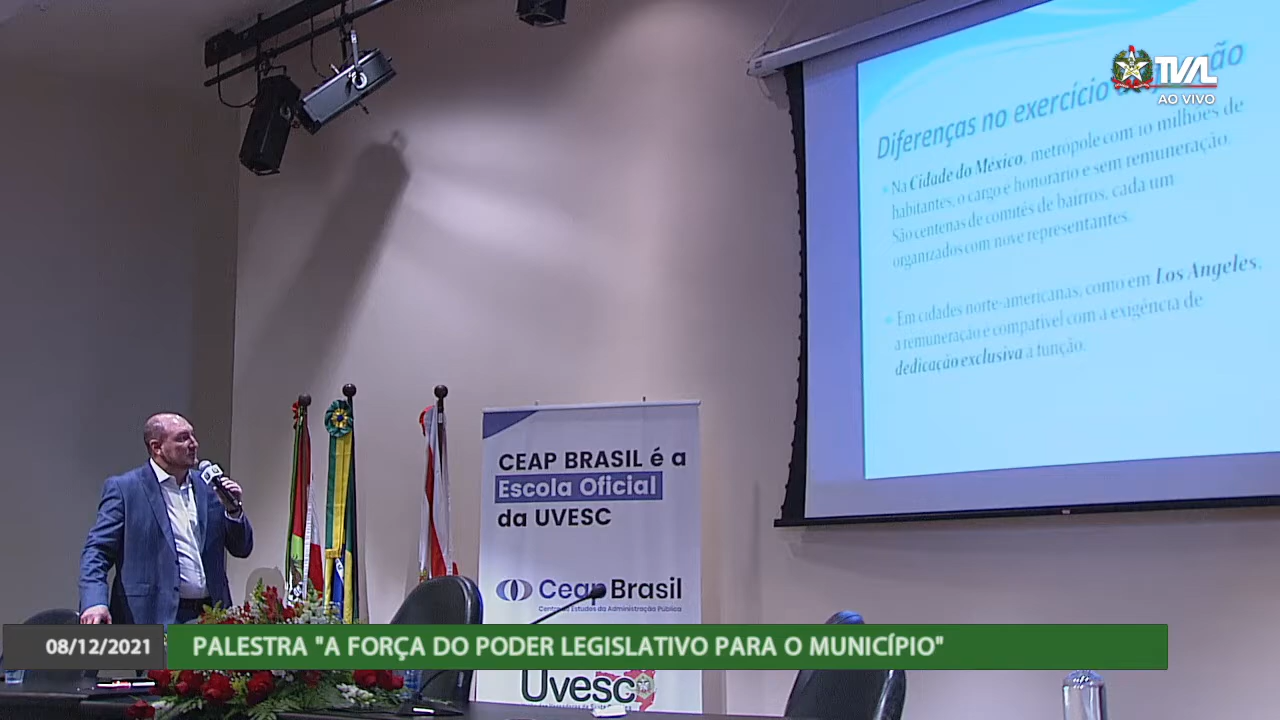 TVAL
AO VIVO
Diferenças no exercício
Na Cidade do México, metrópole com 10 milhões de
habitantes, o cargo é honorário e sem remuneração.
São centenas de comitês de bairros, cada um
organizados com nove representantes.
Em cidades norte-americanas, como em Los Angeles,
a remuneração é compatível com a exigência de
dedicação exclusiva à função.
CEAP BRASIL é a
Escola Oficial
da UVESC
Ceap Brasil
Centro de Estudos da Administração Pública
08/12/2021
PALESTRA "A FORÇA DO PODER LEGISLATIVO PARA O MUNICÍPIO"
Uvesc